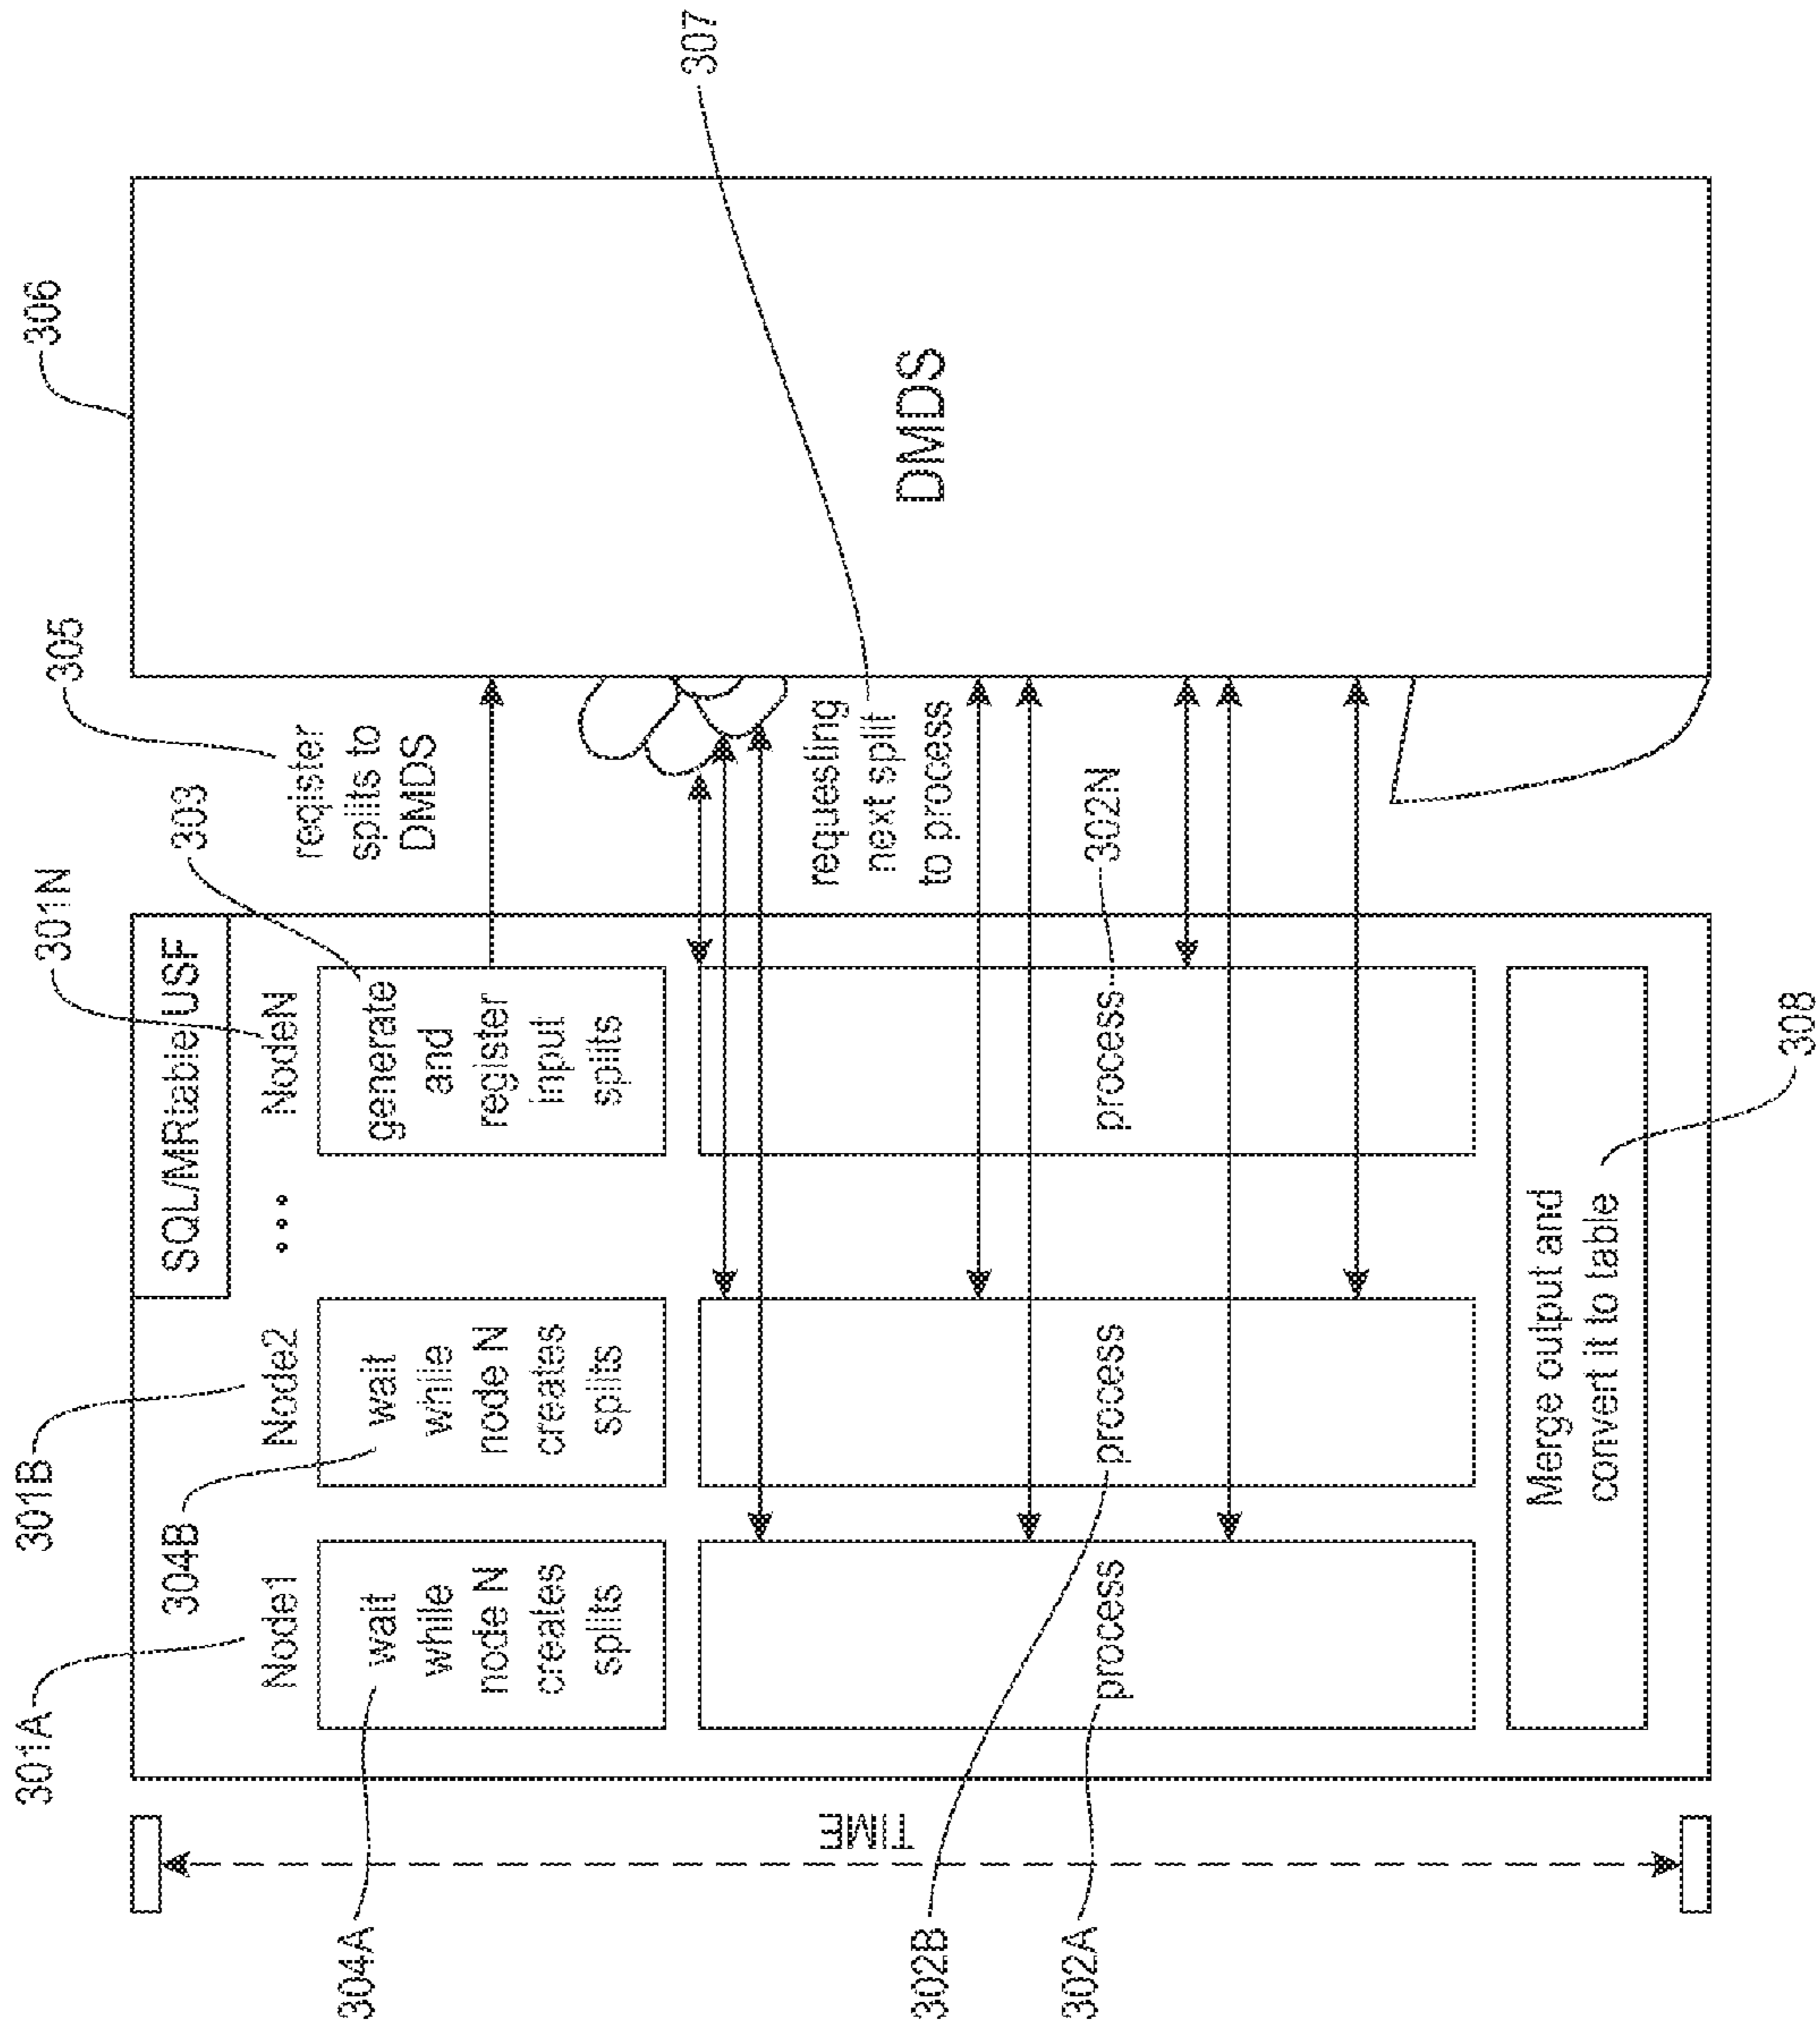 306
307
305
register
splits to
DMDS
303
301N
SQL/MRtable USF
NodeN
Node2
301B
Node1
301A
304B
304A
wait
while
node N
creates
splits
wait
while
node N
creates
splits
generate
and
register
input
splits
requesting
next split
to process
DMDS
TIME
process
process
process
302N
302B
302A
Merge output and
convert it to table
308
...